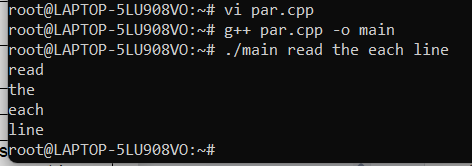 root@LAPTOP-5LU908VO:~# vi par.cpp
root@LAPTOP-5LU908VO:~# g++ par.cpp -o main
root@LAPTOP-5LU908VO:~# ./main read the each line
read
the
each
line
root@LAPTOP-5LU908VO:~#